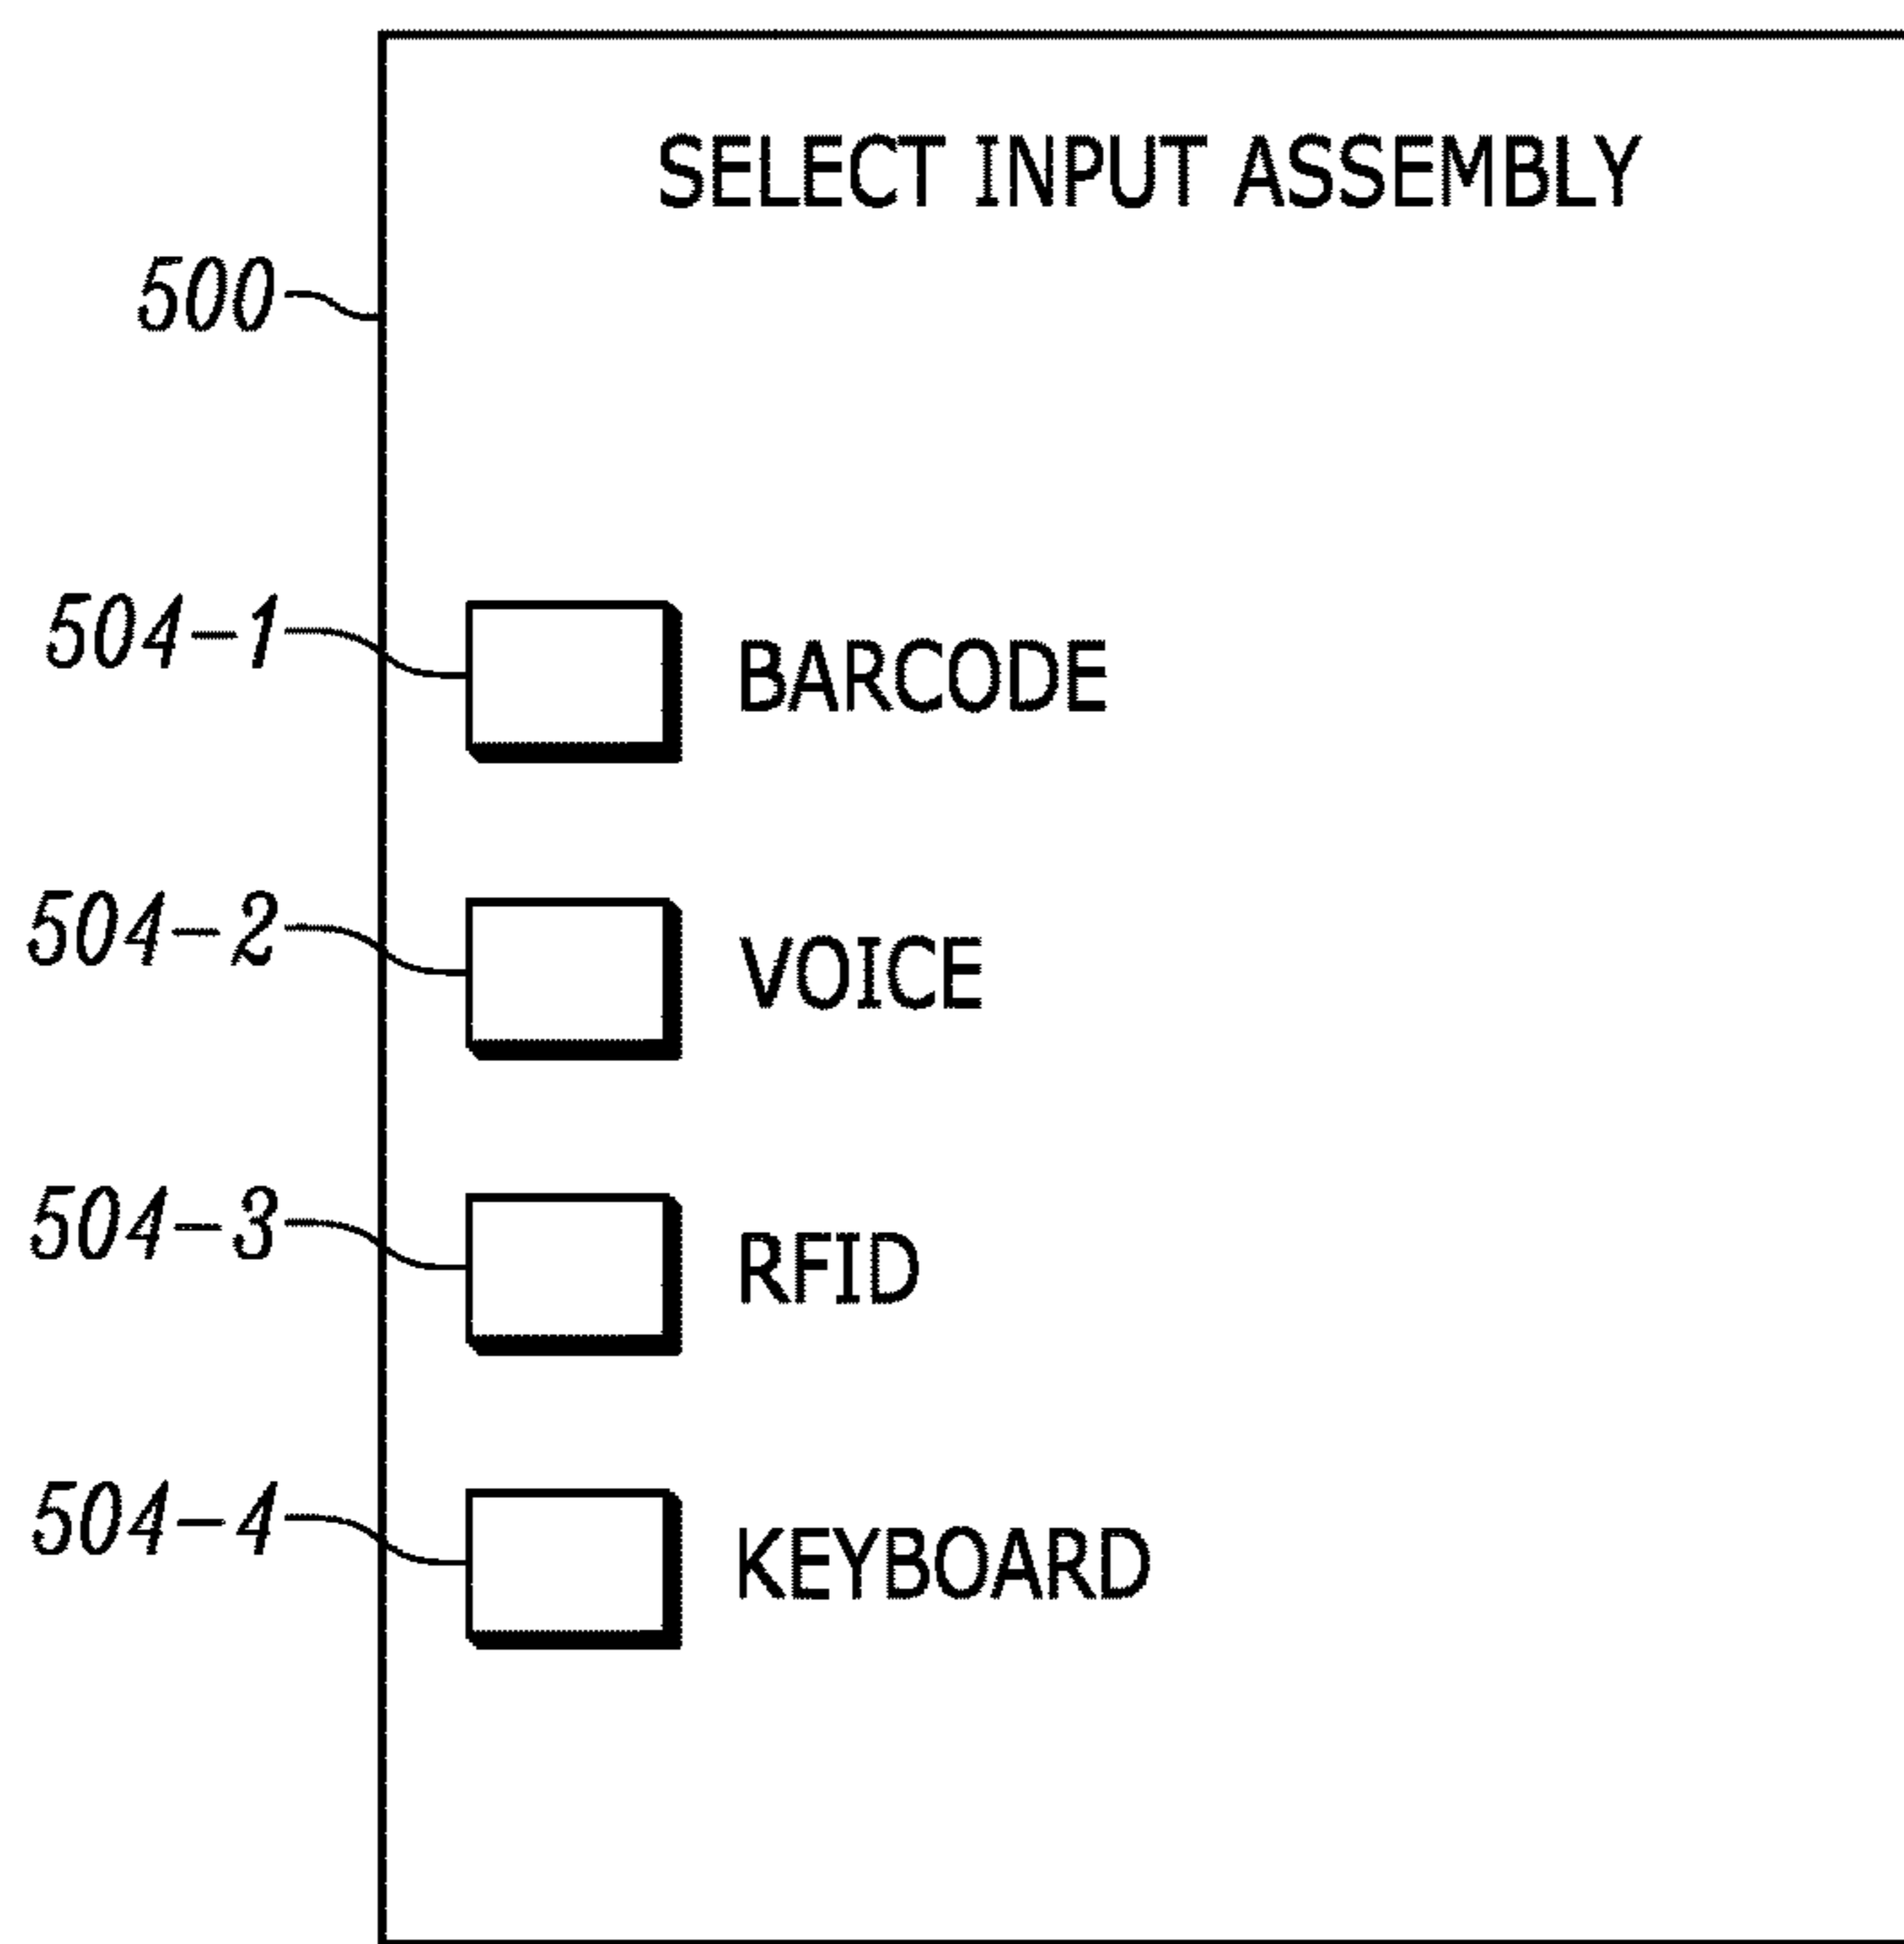 SELECT INPUT ASSEMBLY
500
504-1 BARCODE
504-2 VOICE
504-3 RFID
504-4 KEYBOARD